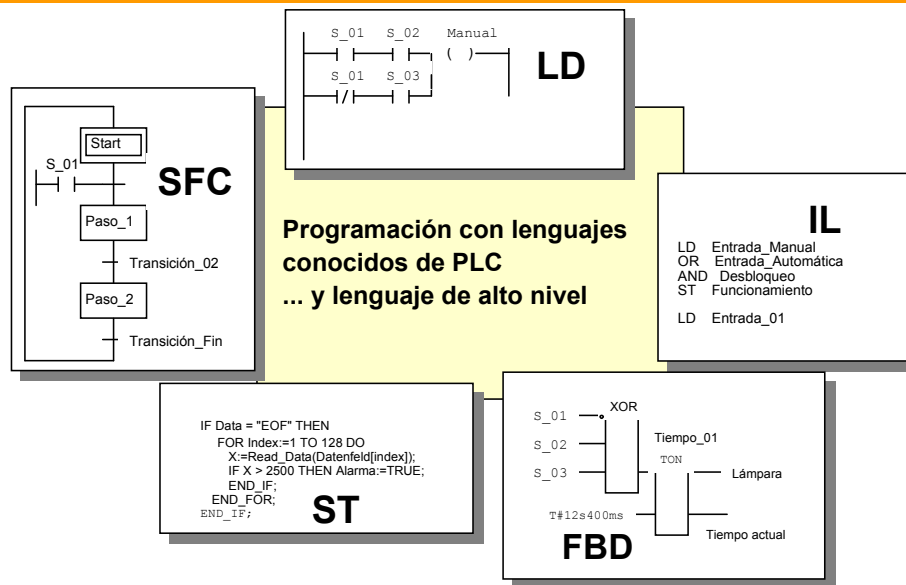 S_01 S_02 Manual
( )
S_01 S_03
LD
Start
S_01
SFC
Paso_1
Transición_02
Paso_2
Transición_Fin
Programación con lenguajes
conocidos de PLC
... y lenguaje de alto nivel
IL
LD Entrada_Manual
OR Entrada_Automática
AND Desbloqueo
ST Funcionamiento
LD Entrada_01
IF Data = "EOF" THEN
FOR Index:=1 TO 128 DO
X:=Read_Data(Datenfeld[index]);
IF X > 2500 THEN Alarma:=TRUE;
END_IF;
END_FOR;
END_IF;
ST
XOR
S_01
S_02
S_03
Tiempo_01
TON
Lámpara
T#12s400ms
Tiempo actual
FBD